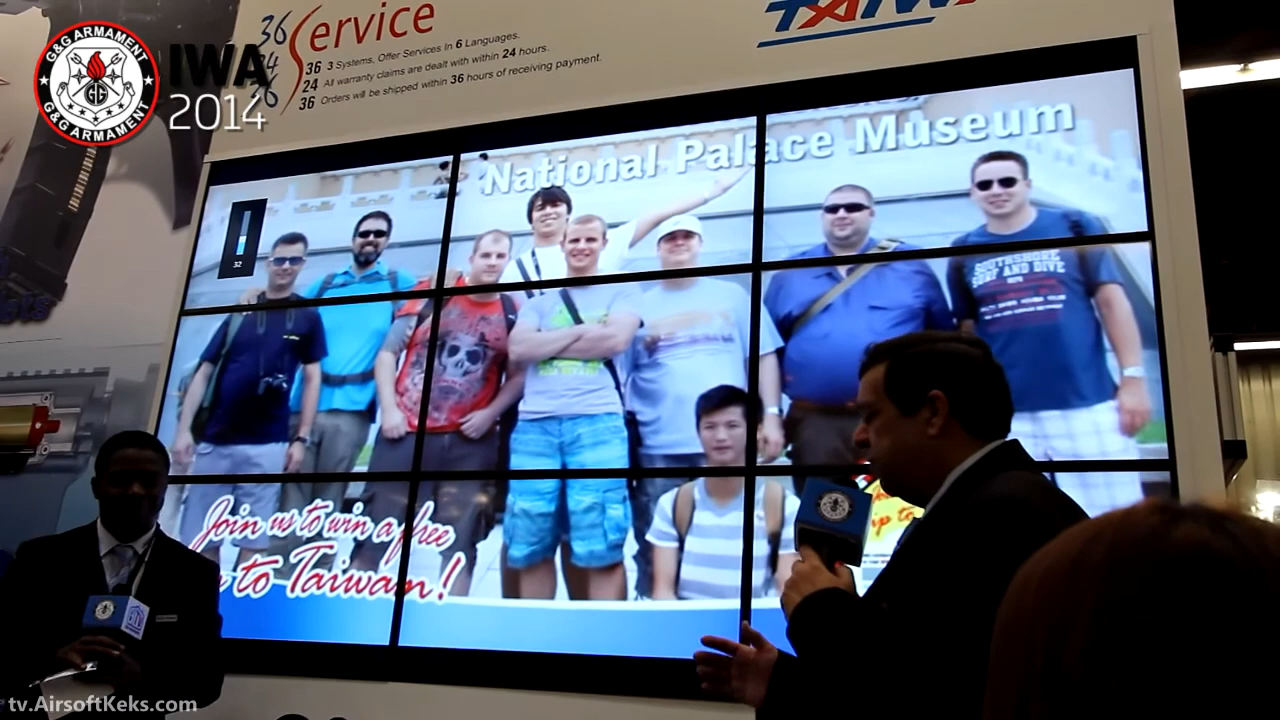 G&G ARMAMENT
G&G ARMAMENT
IWA
2014
36 Service
24
36
36 3 Systems, Offer Services In 6 Languages.
24 All warranty claims are dealt with within 24 hours.
36 Orders will be shipped within 36 hours of receiving payment.
TAIWA
National Palace Museum
32
SOUTHSHORE
SURF AND DIVE
Join us to win a free
to Taiwan!
tv.AirsoftKeks.com